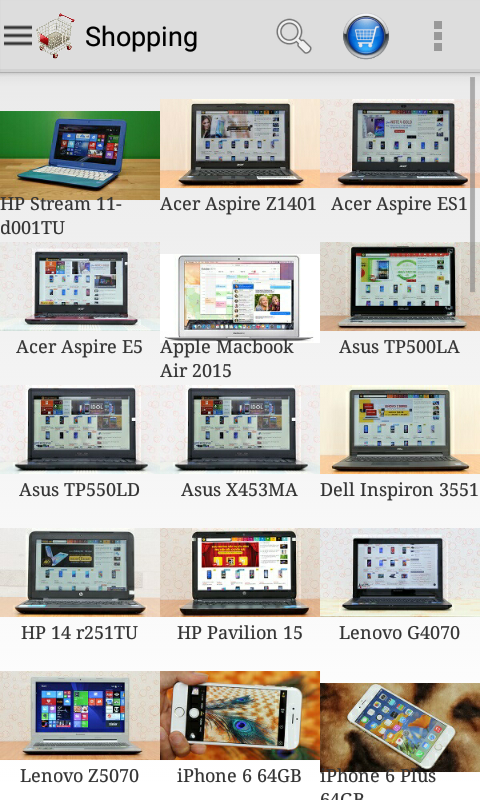 Shopping
HP Stream 11-
d001TU
Acer Aspire Z1401
Acer Aspire ES1
Acer Aspire E5
Apple Macbook
Air 2015
Asus TP500LA
Asus TP550LD
Asus X453MA
Dell Inspiron 3551
HP 14 r251TU
HP Pavilion 15
Lenovo G4070
Lenovo Z5070
iPhone 6 64GB
iPhone 6 Plus
64GB